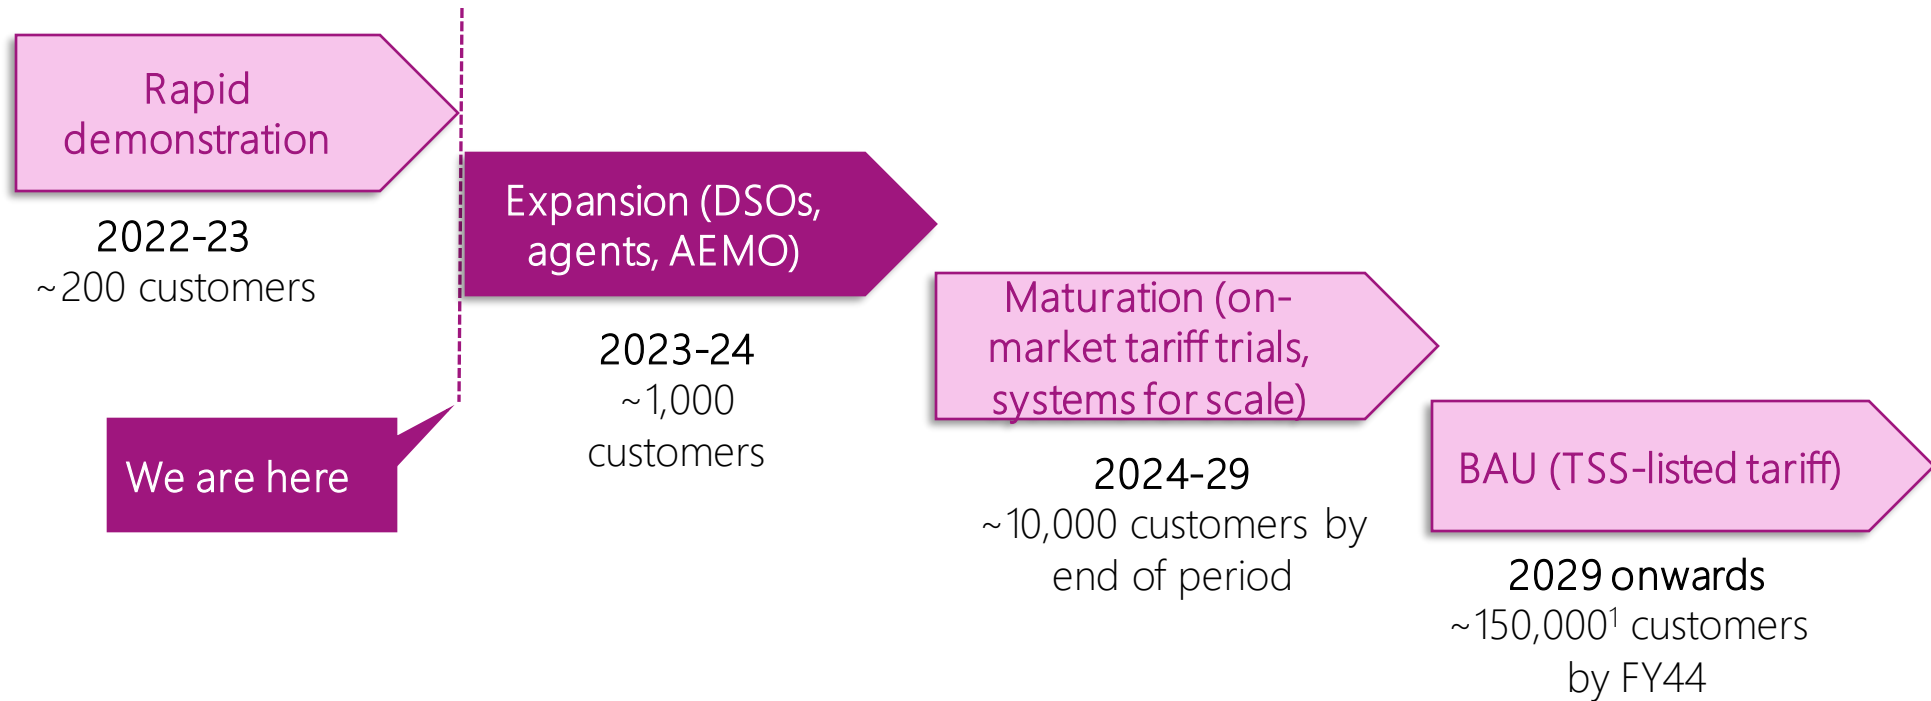 Rapid
demonstration
2022-23
~200 customers
We are here
Expansion (DSOs,
agents, AEMO)
2023-24
~1,000
customers
Maturation (on-
market tariff trials,
systems for scale)
2024-29
~10,000 customers by
end of period
BAU (TSS-listed tariff)
2029 onwards
~150,000¹ customers
by FY44